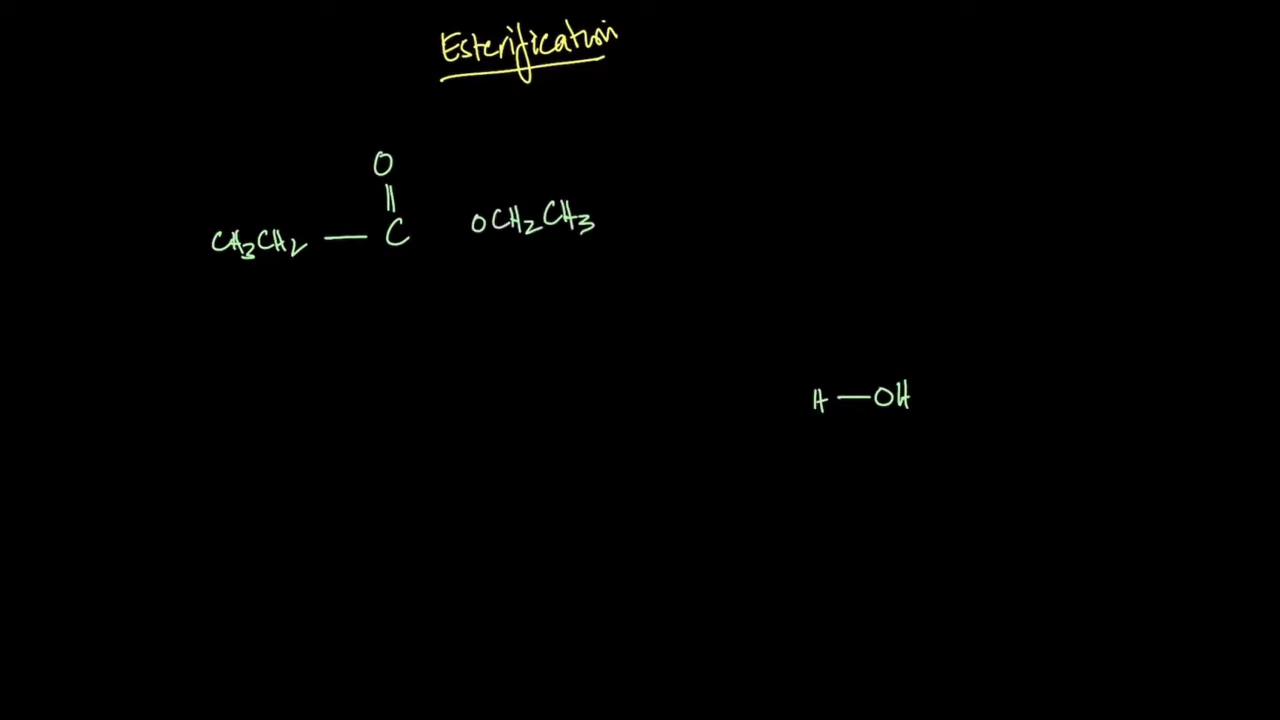 Esterification
O
||
CH3CH2 — C OCH2CH3
H — OH